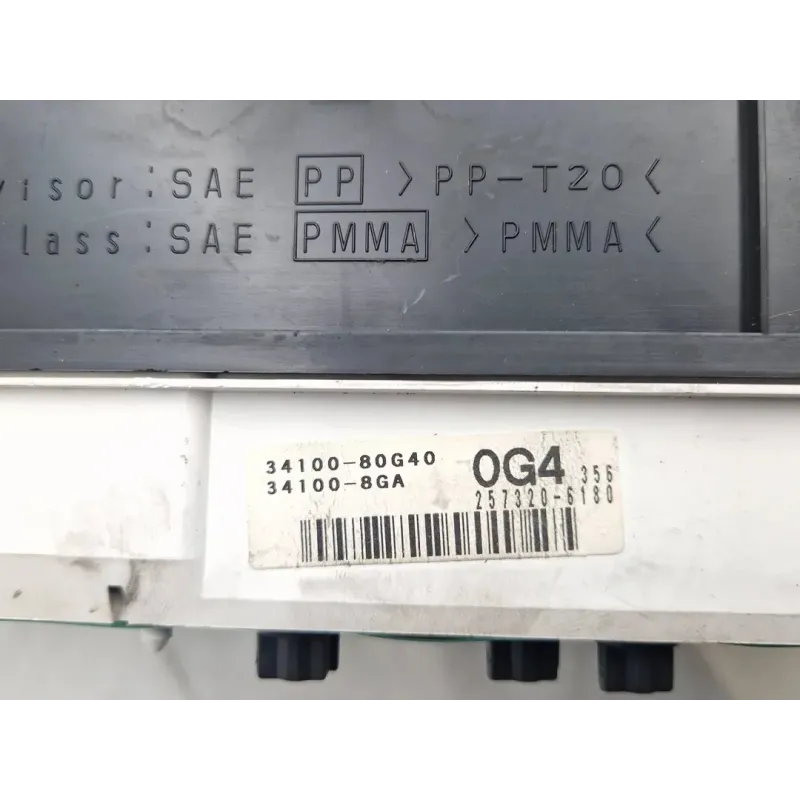 visor:SAE PP >PP-T20<
lass:SAE PMMA >PMMA<
34100-80G40 0G4 356
34100-8GA 257320-6180